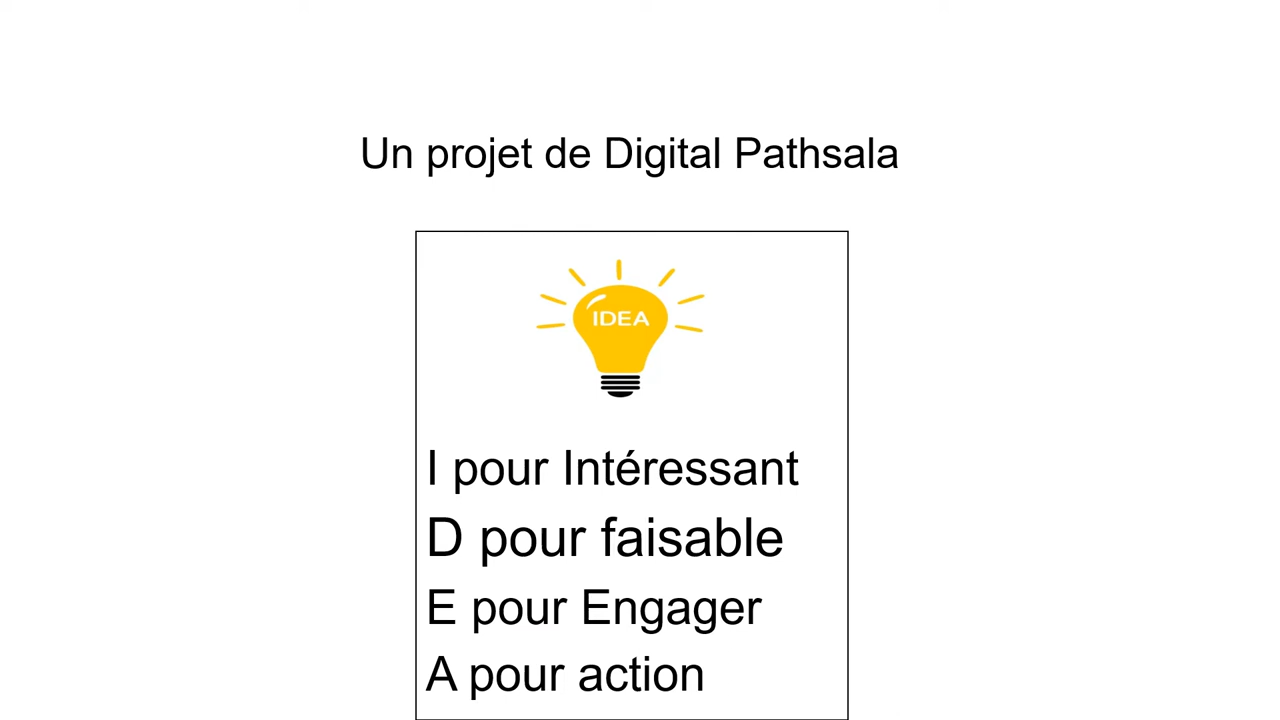 Un projet de Digital Pathsala
IDEA
I pour Intéressant
D pour faisable
E pour Engager
A pour action